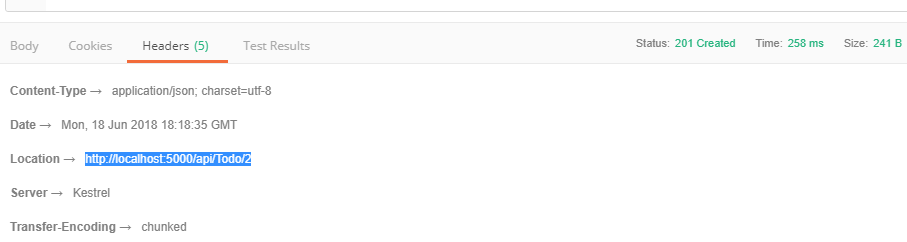 Body Cookies Headers (5) Test Results Status: 201 Created Time: 258 ms Size: 241 B
Content-Type → application/json; charset=utf-8
Date → Mon, 18 Jun 2018 18:18:35 GMT
Location → http://localhost:5000/api/Todo/2
Server → Kestrel
Transfer-Encoding → chunked